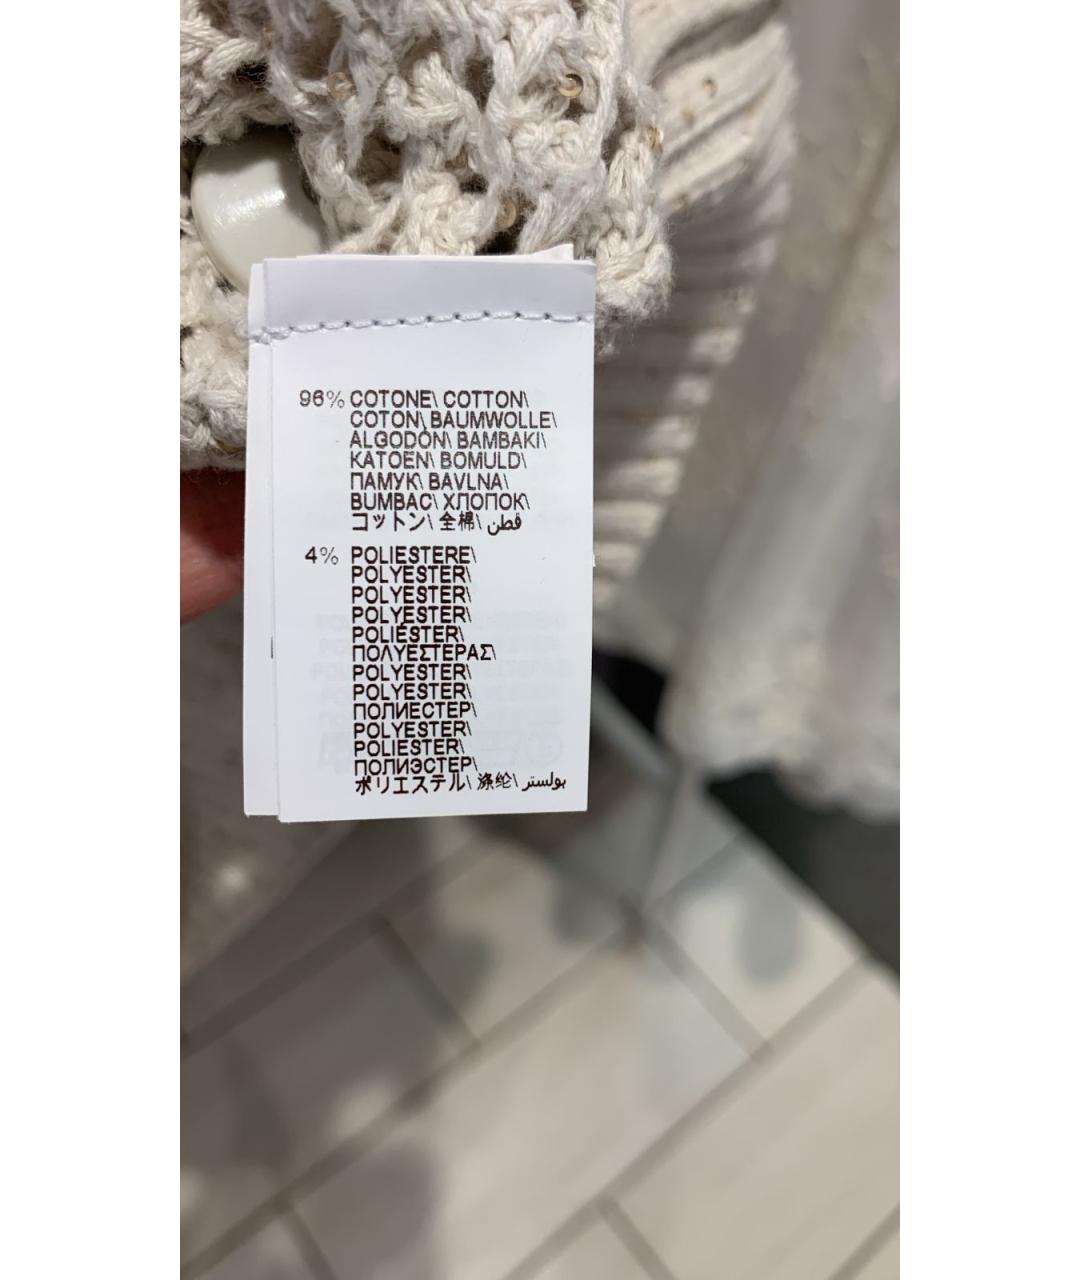 96% COTONE\ COTTON\
COTON\ BAUMWOLLE\
ALGODÓN\ BAMBAKI\
KATOEN\ BOMULD\
ПAMУK\ BAVLNA\
BUMBAC\ ХЛОПОК\
コットン\ 全棉\ قطن
4% POLIESTERE\
POLYESTER\
POLYESTER\
POLYESTER\
POLIÉSTER\
ΠΟΛΥΕΣΤΕΡΑΣ\
POLYESTER\
POLYESTER\
ПОЛИЕСТЕР\
POLYESTER\
POLIESTER\
ПОЛИЭСТЕР\
ポリエステル\ 涤纶\ بولستر